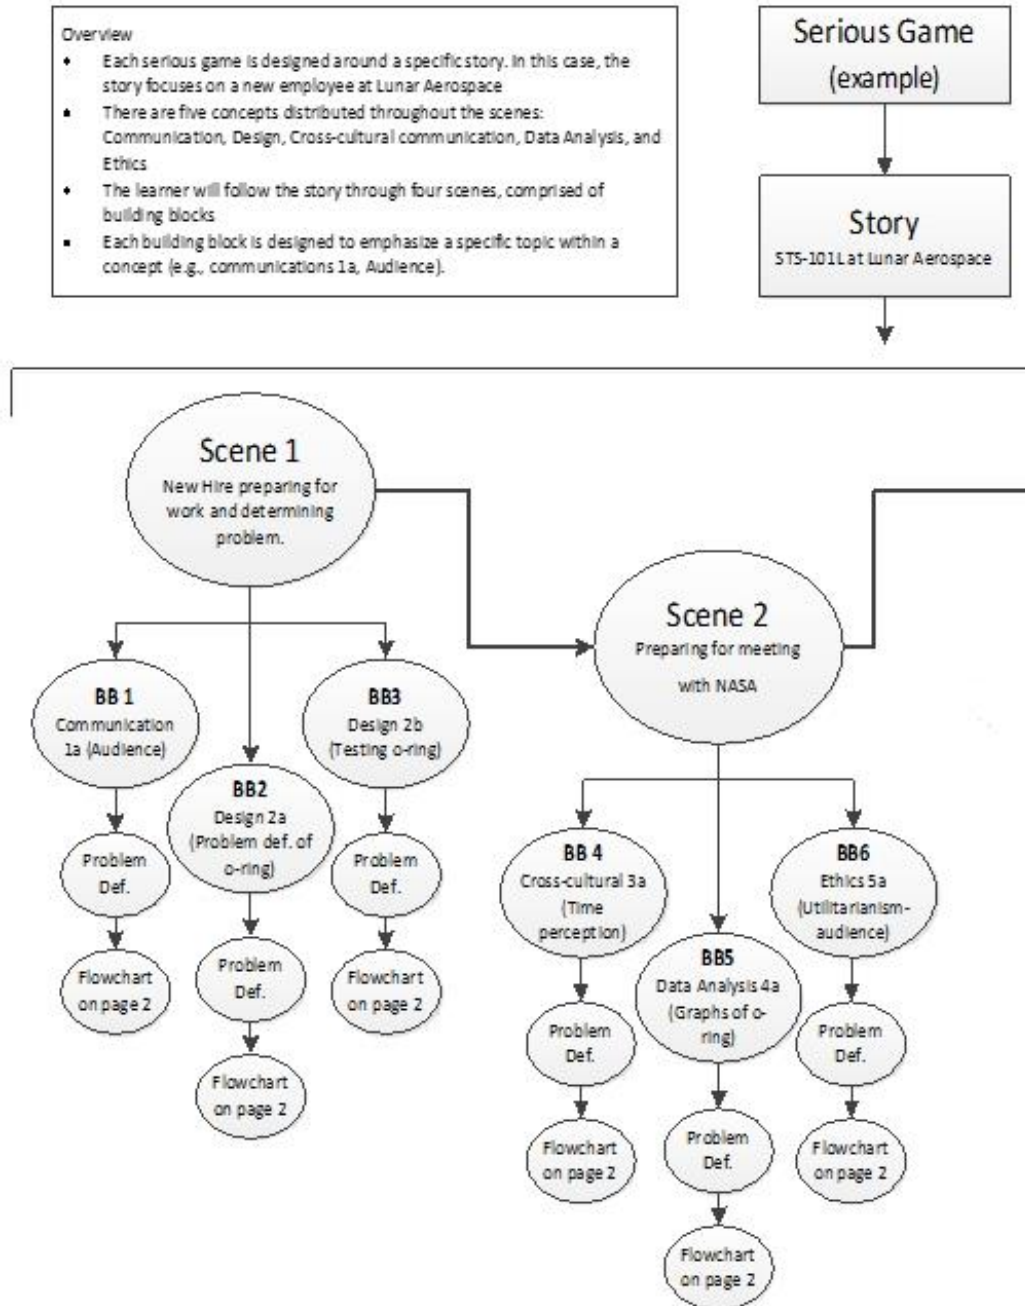 Overview
• Each serious game is designed around a specific story. In this case, the
story focuses on a new employee at Lunar Aerospace
• There are five concepts distributed throughout the scenes:
Communication, Design, Cross-cultural communication, Data Analysis, and
Ethics
• The learner will follow the story through four scenes, comprised of
building blocks
• Each building block is designed to emphasize a specific topic within a
concept (e.g., communications 1a, Audience).
Serious Game
(example)
Story
STS-101L at Lunar Aerospace
Scene 1
New Hire preparing for
work and determining
problem.
Scene 2
Preparing for meeting
with NASA
BB 1
Communication
1a (Audience)
Problem
Def.
Flowchart
on page 2
BB2
Design 2a
(Problem def. of
o-ring)
Problem
Def.
Flowchart
on page 2
BB3
Design 2b
(Testing o-ring)
Problem
Def.
Flowchart
on page 2
BB 4
Cross-cultural 3a
(Time
perception)
Problem
Def.
Flowchart
on page 2
BB5
Data Analysis 4a
(Graphs of o-
ring)
Problem
Def.
Flowchart
on page 2
BB6
Ethics 5a
(Utilitarianism-
audience)
Problem
Def.
Flowchart
on page 2